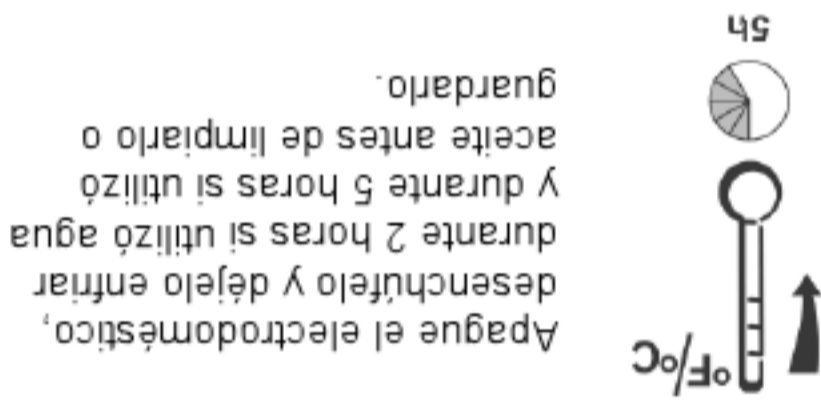 °F/°C
5h
Apague el electrodoméstico,
desenchúfelo y déjelo enfriar
durante 2 horas si utilizó agua
y durante 5 horas si utilizó
aceite antes de limpiarlo o
guardarlo.